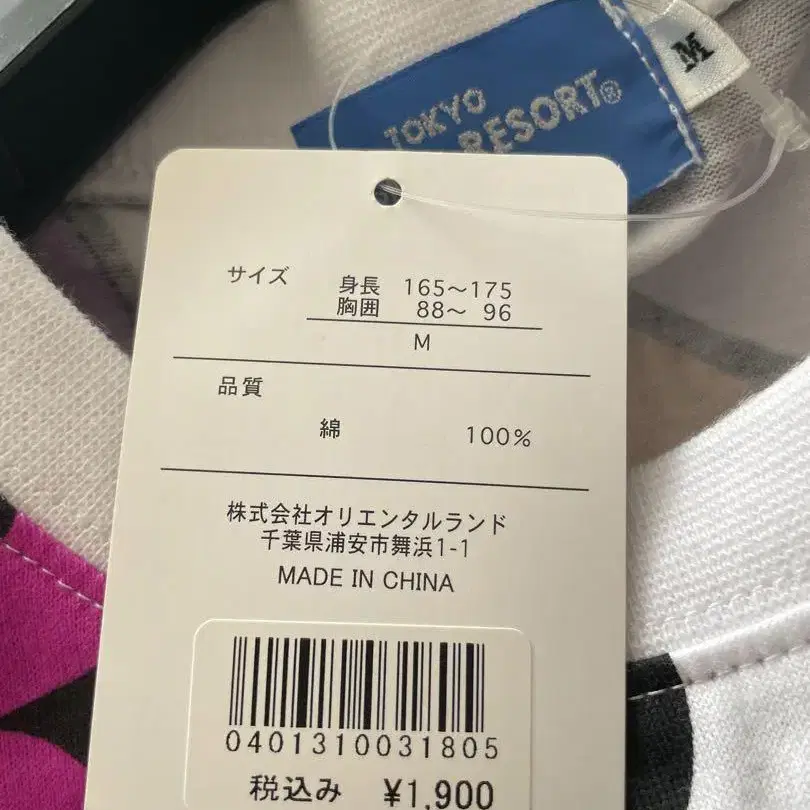 TOKYO
RESORT®
M
サイズ 身長 165～175
胸囲 88～ 96
M
品質
綿 100%
株式会社オリエンタルランド
千葉県浦安市舞浜1-1
MADE IN CHINA
0401310031805
税込み ¥1,900